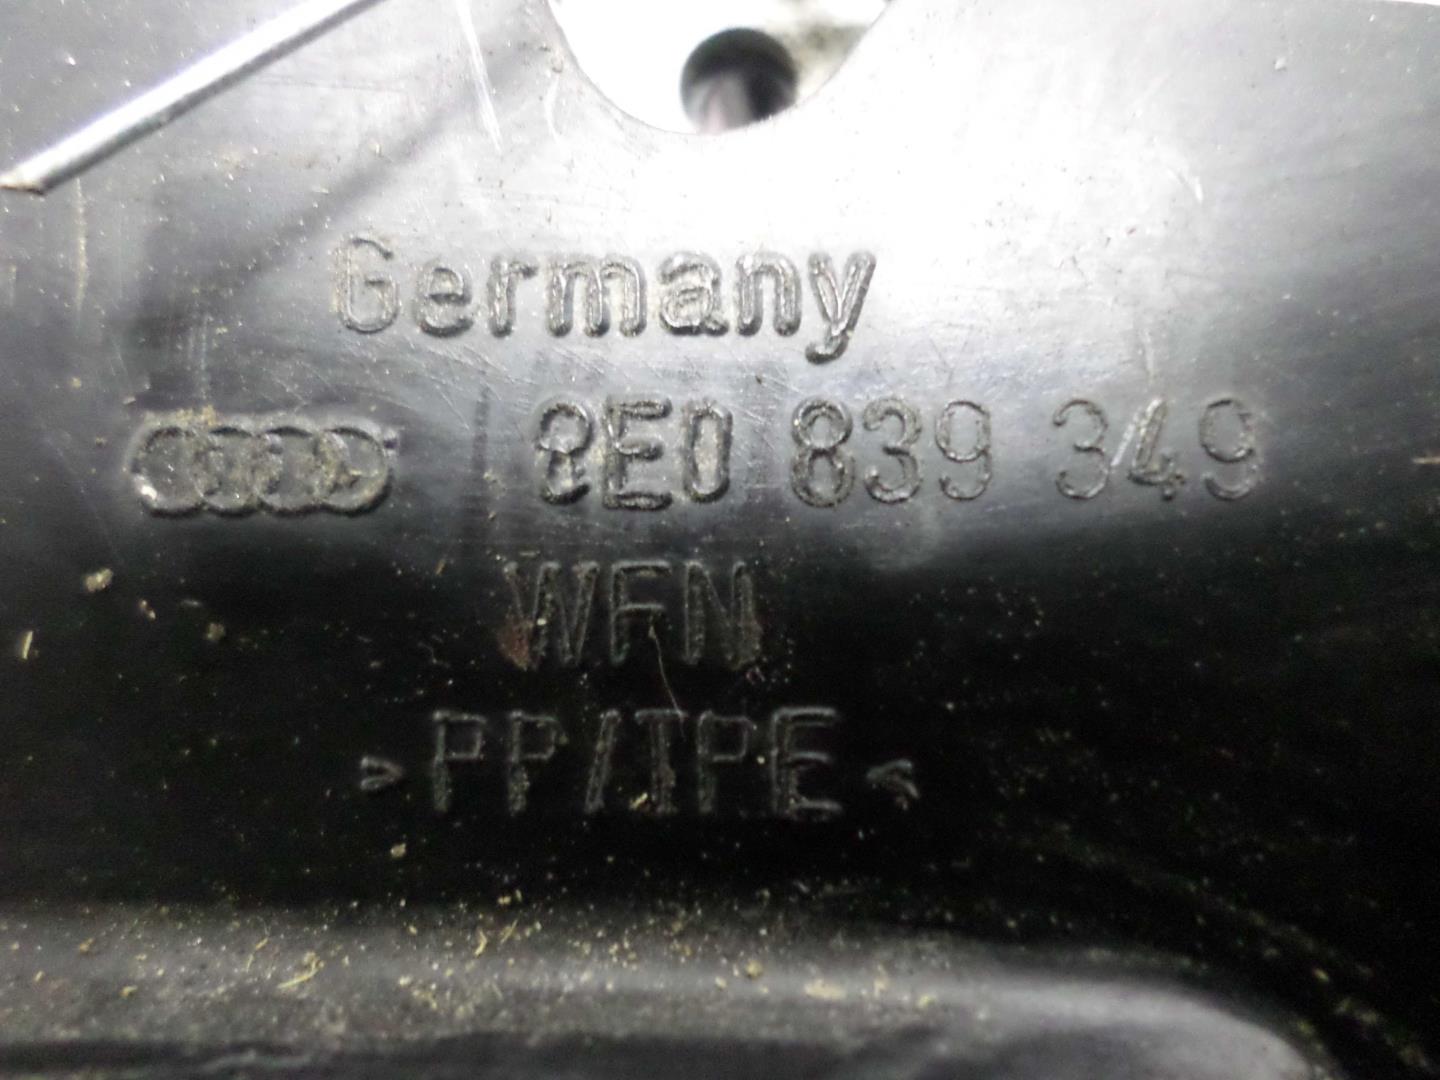 Germany
8E0 839 349
WFN
>PP/TPE<